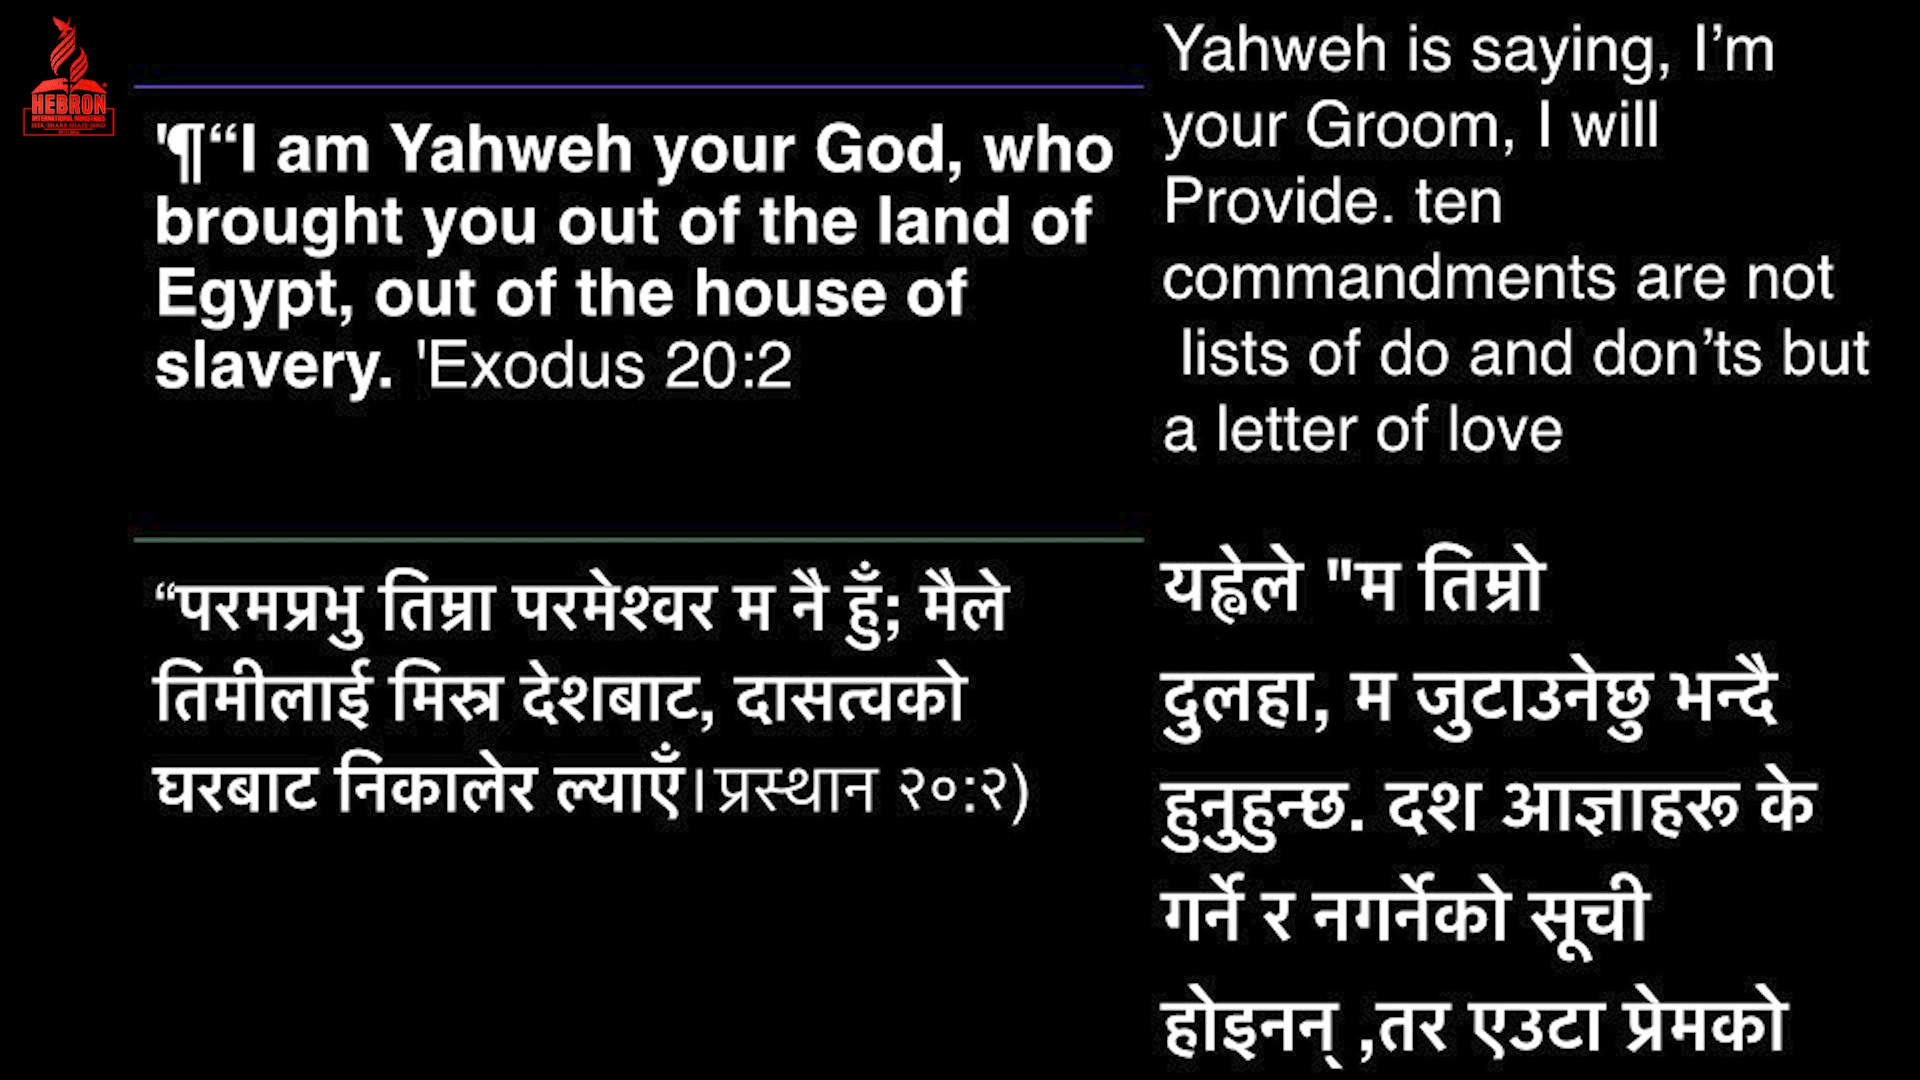 HEBRON
INTERNATIONAL MINISTRIES
'¶“I am Yahweh your God, who
brought you out of the land of
Egypt, out of the house of
slavery. 'Exodus 20:2
“परमप्रभु तिम्रा परमेश्वर म नै हुँ; मैले
तिमीलाई मिस्र देशबाट, दासत्वको
घरबाट निकालेर ल्याएँ।प्रस्थान २०:२)
Yahweh is saying, I’m
your Groom, I will
Provide. ten
commandments are not
lists of do and don’ts but
a letter of love
यह्वेले "म तिम्रो
दुलहा, म जुटाउनेछु भन्दै
हुनुहुन्छ. दश आज्ञाहरू के
गर्ने र नगर्नेको सूची
होइनन् ,तर एउटा प्रेमको